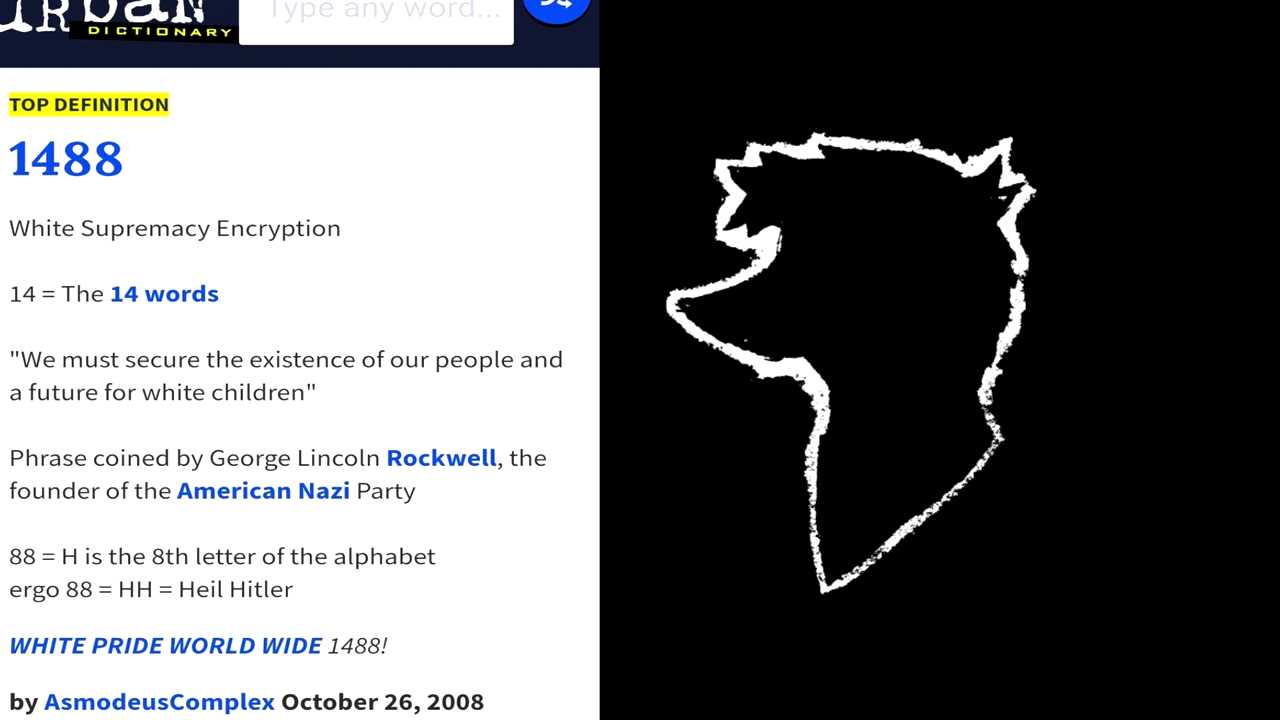 URBAN
DICTIONARY
Type any word...
TOP DEFINITION
1488
White Supremacy Encryption
14 = The 14 words
"We must secure the existence of our people and
a future for white children"
Phrase coined by George Lincoln Rockwell, the
founder of the American Nazi Party
88 = H is the 8th letter of the alphabet
ergo 88 = HH = Heil Hitler
WHITE PRIDE WORLD WIDE 1488!
by AsmodeusComplex October 26, 2008